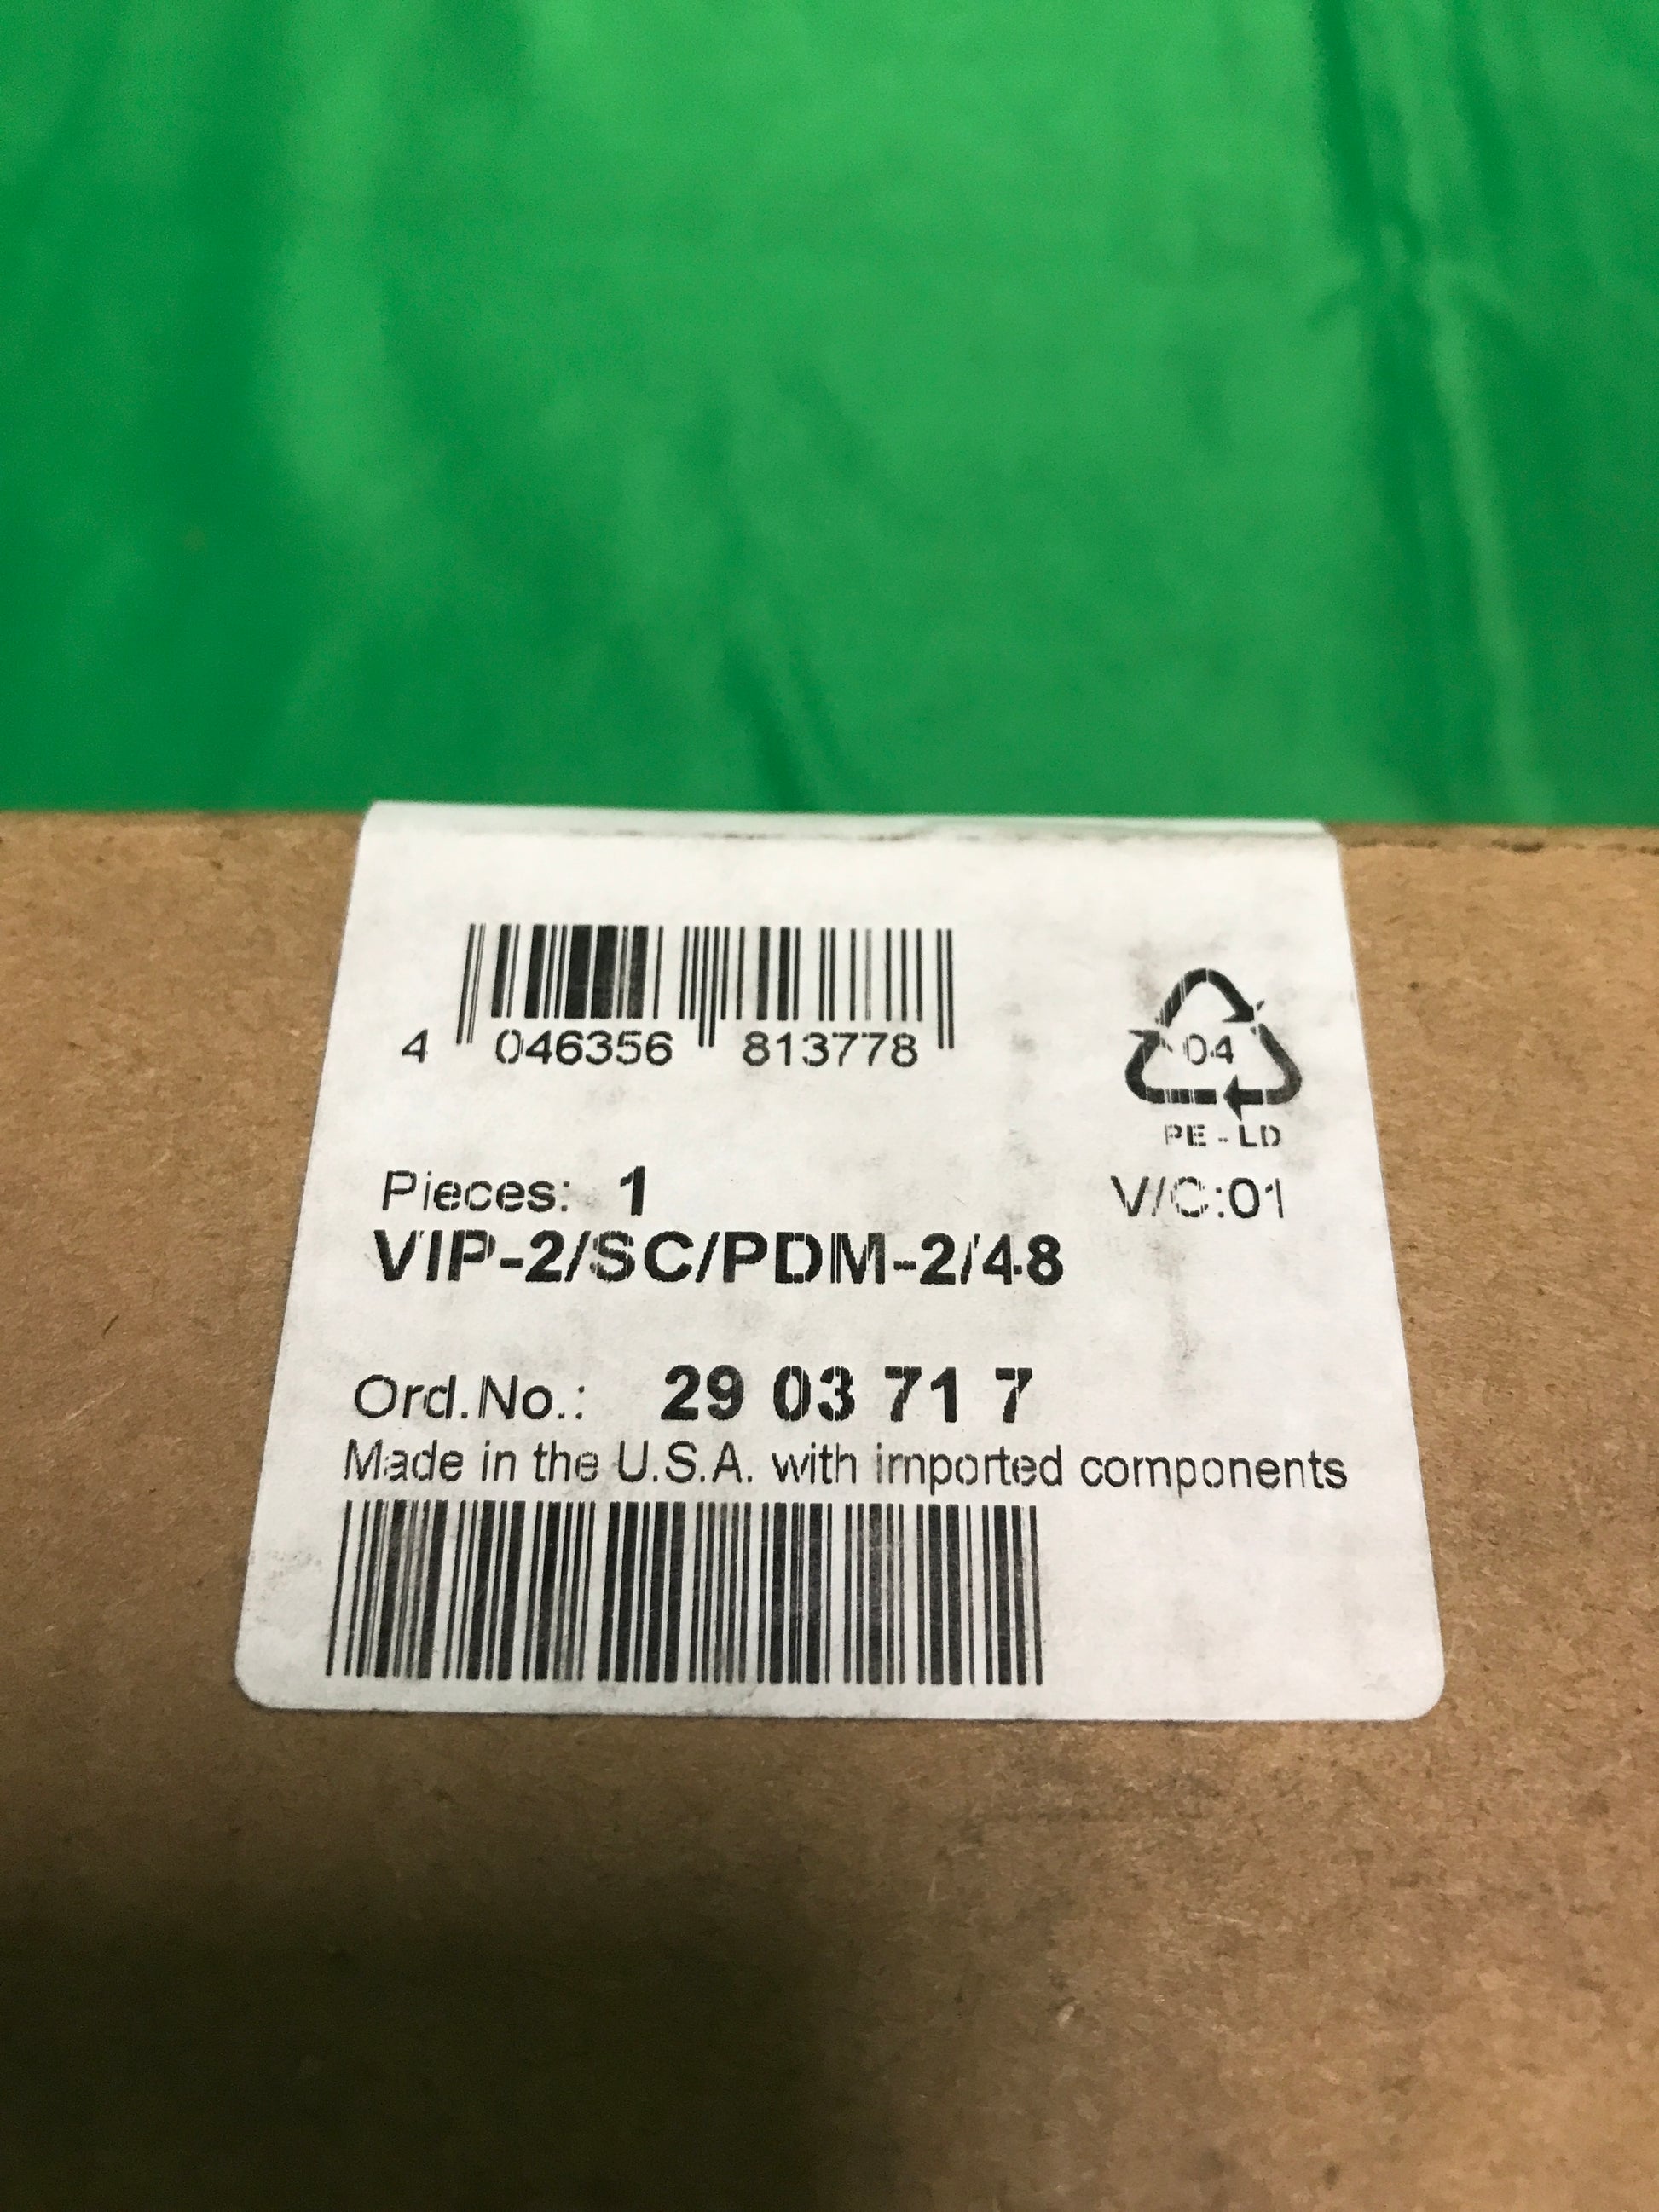 4 046356 813778
04
PE-LD
Pieces: 1 V/C:01
VIP-2/SC/PDM-2/48
Ord.No.: 29 03 71 7
Made in the U.S.A. with imported components